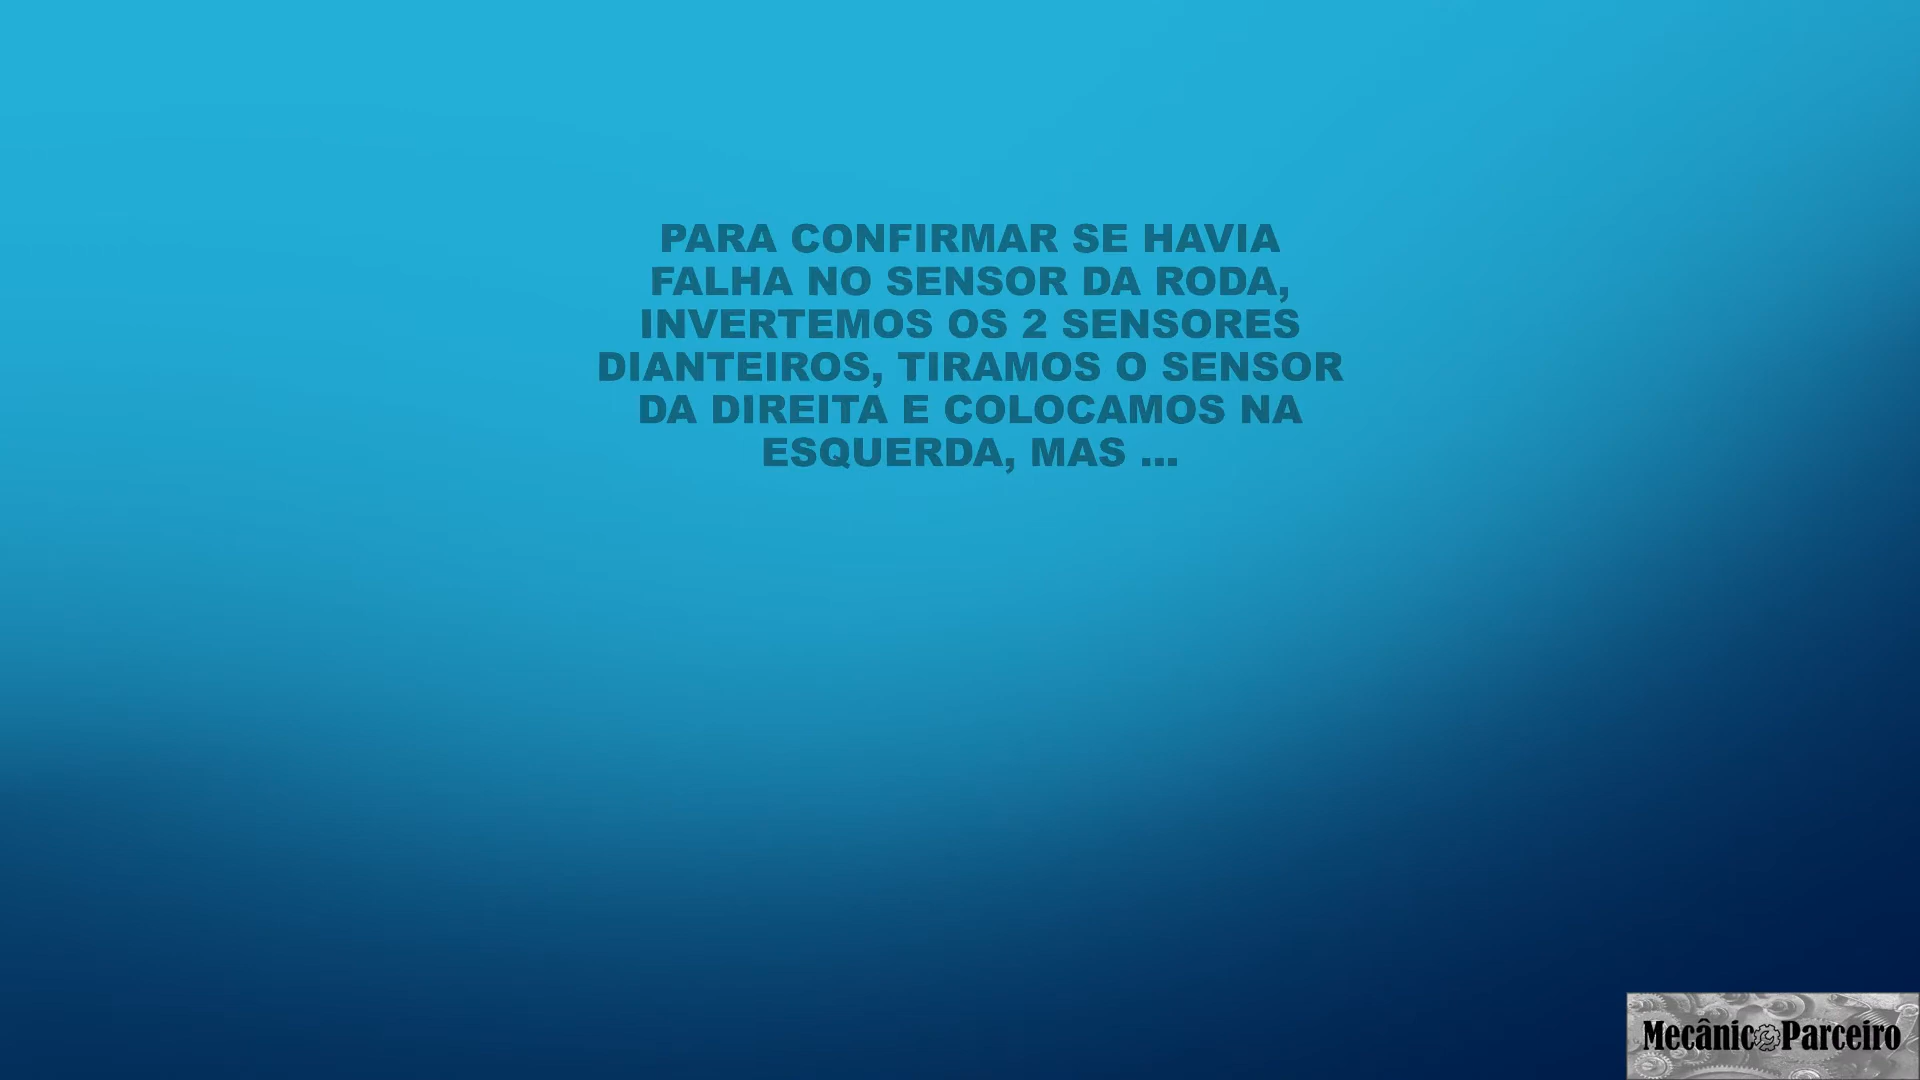 PARA CONFIRMAR SE HAVIA
FALHA NO SENSOR DA RODA,
INVERTEMOS OS 2 SENSORES
DIANTEIROS, TIRAMOS O SENSOR
DA DIREITA E COLOCAMOS NA
ESQUERDA, MAS ...
Mecânico Parceiro